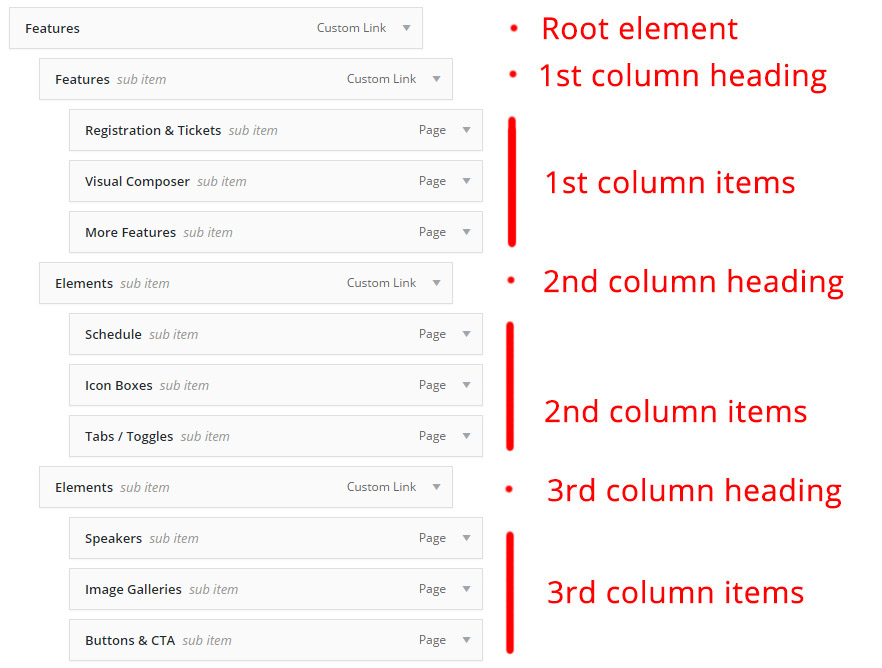 Features Custom Link Root element
Features sub item Custom Link 1st column heading
Registration & Tickets sub item Page
Visual Composer sub item Page 1st column items
More Features sub item Page
Elements sub item Custom Link 2nd column heading
Schedule sub item Page
Icon Boxes sub item Page
2nd column items
Tabs / Toggles sub item Page
Elements sub item Custom Link 3rd column heading
Speakers sub item Page
Image Galleries sub item Page 3rd column items
Buttons & CTA sub item Page